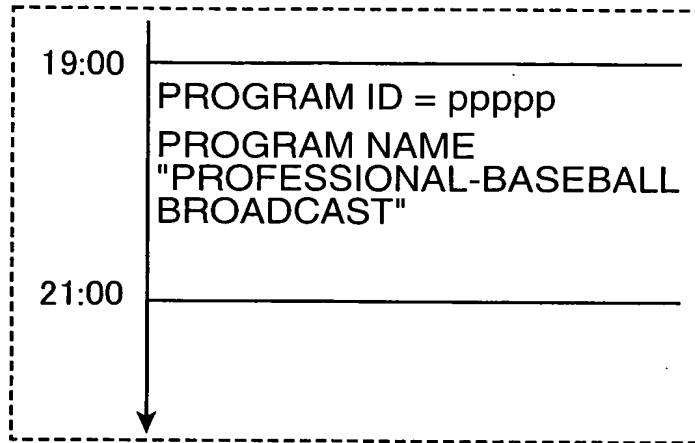 19:00
PROGRAM ID = ppppp
PROGRAM NAME
"PROFESSIONAL-BASEBALL
BROADCAST"
21:00